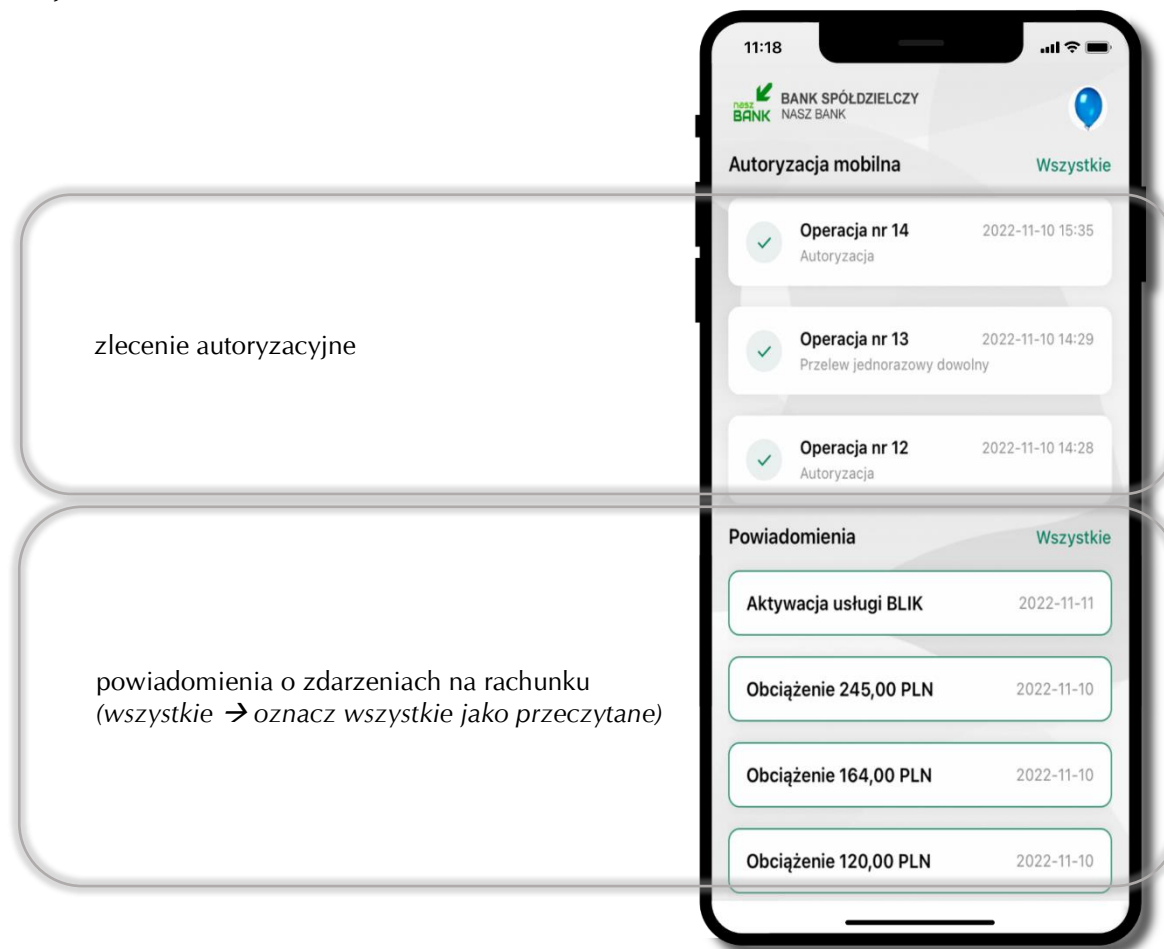 11:18
nasz BANK
BANK SPÓŁDZIELCZY
NASZ BANK
Autoryzacja mobilna Wszystkie
Operacja nr 14 2022-11-10 15:35
Autoryzacja
zlecenie autoryzacyjne
Operacja nr 13 2022-11-10 14:29
Przelew jednorazowy dowolny
Operacja nr 12 2022-11-10 14:28
Autoryzacja
Powiadomienia Wszystkie
Aktywacja usługi BLIK 2022-11-11
powiadomienia o zdarzeniach na rachunku
(wszystkie → oznacz wszystkie jako przeczytane)
Obciążenie 245,00 PLN 2022-11-10
Obciążenie 164,00 PLN 2022-11-10
Obciążenie 120,00 PLN 2022-11-10